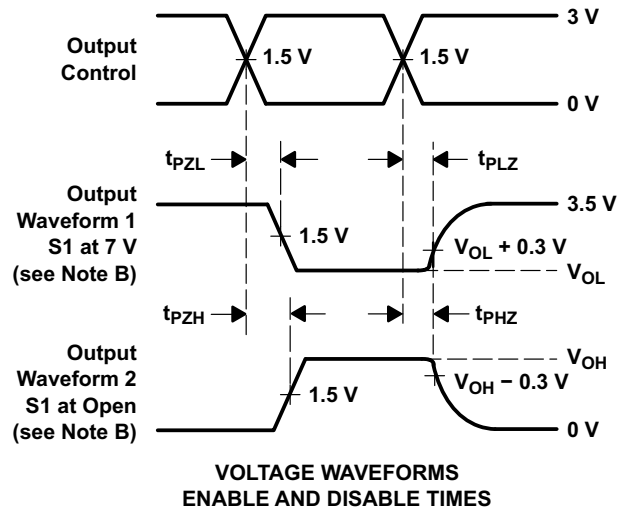 3 V
Output
Control
1.5 V
1.5 V
0 V
tPZL
tPLZ
Output
Waveform 1
S1 at 7 V
(see Note B)
3.5 V
1.5 V
VOL + 0.3 V
VOL
tPZH
tPHZ
Output
Waveform 2
S1 at Open
(see Note B)
VOH
1.5 V
VOH − 0.3 V
0 V
VOLTAGE WAVEFORMS
ENABLE AND DISABLE TIMES